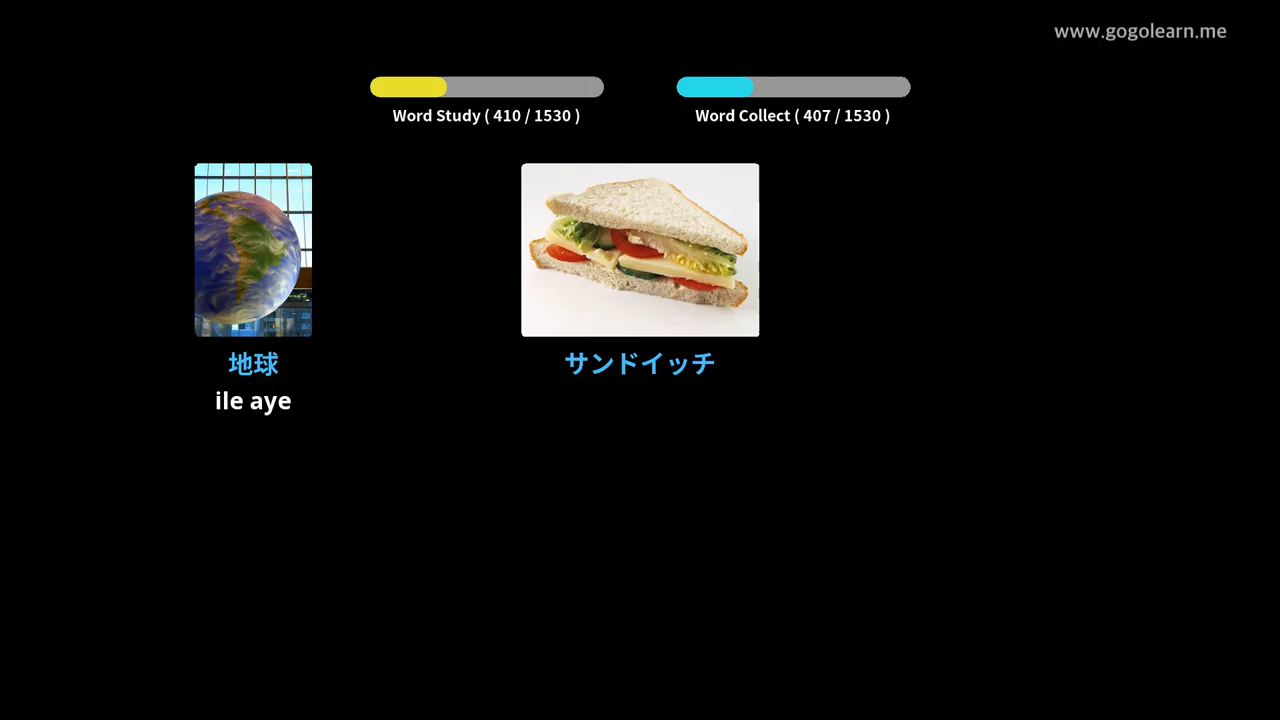 www.gogolearn.me
Word Study ( 410 / 1530 )
Word Collect ( 407 / 1530 )
地球
ile aye
サンドイッチ